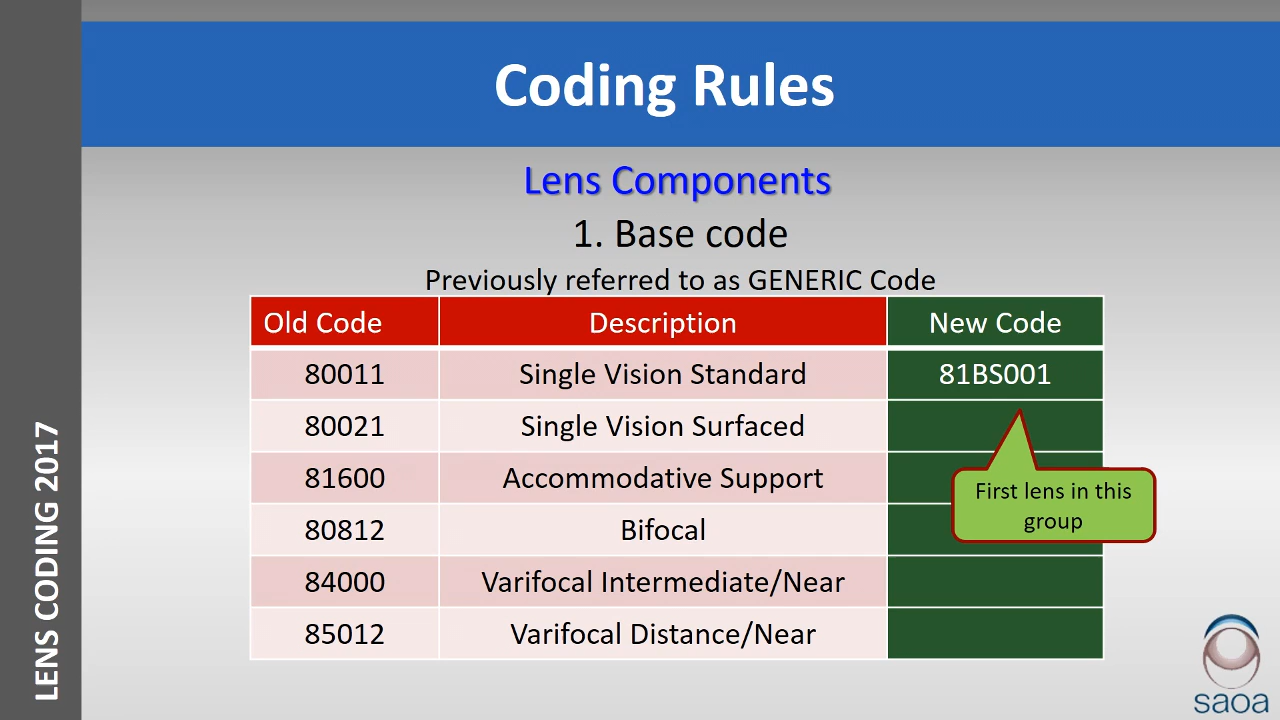 Coding Rules
Lens Components
1. Base code
Previously referred to as GENERIC Code
Old Code Description New Code
80011 Single Vision Standard 81BS001
80021 Single Vision Surfaced
81600 Accommodative Support
80812 Bifocal
84000 Varifocal Intermediate/Near
85012 Varifocal Distance/Near
First lens in this
group
LENS CODING 2017
saoa